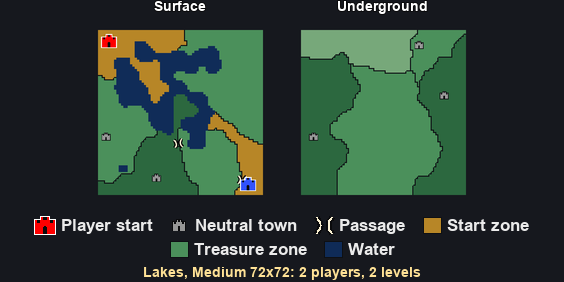 Surface Underground
Player start Neutral town Passage Start zone
Treasure zone Water
Lakes, Medium 72x72: 2 players, 2 levels